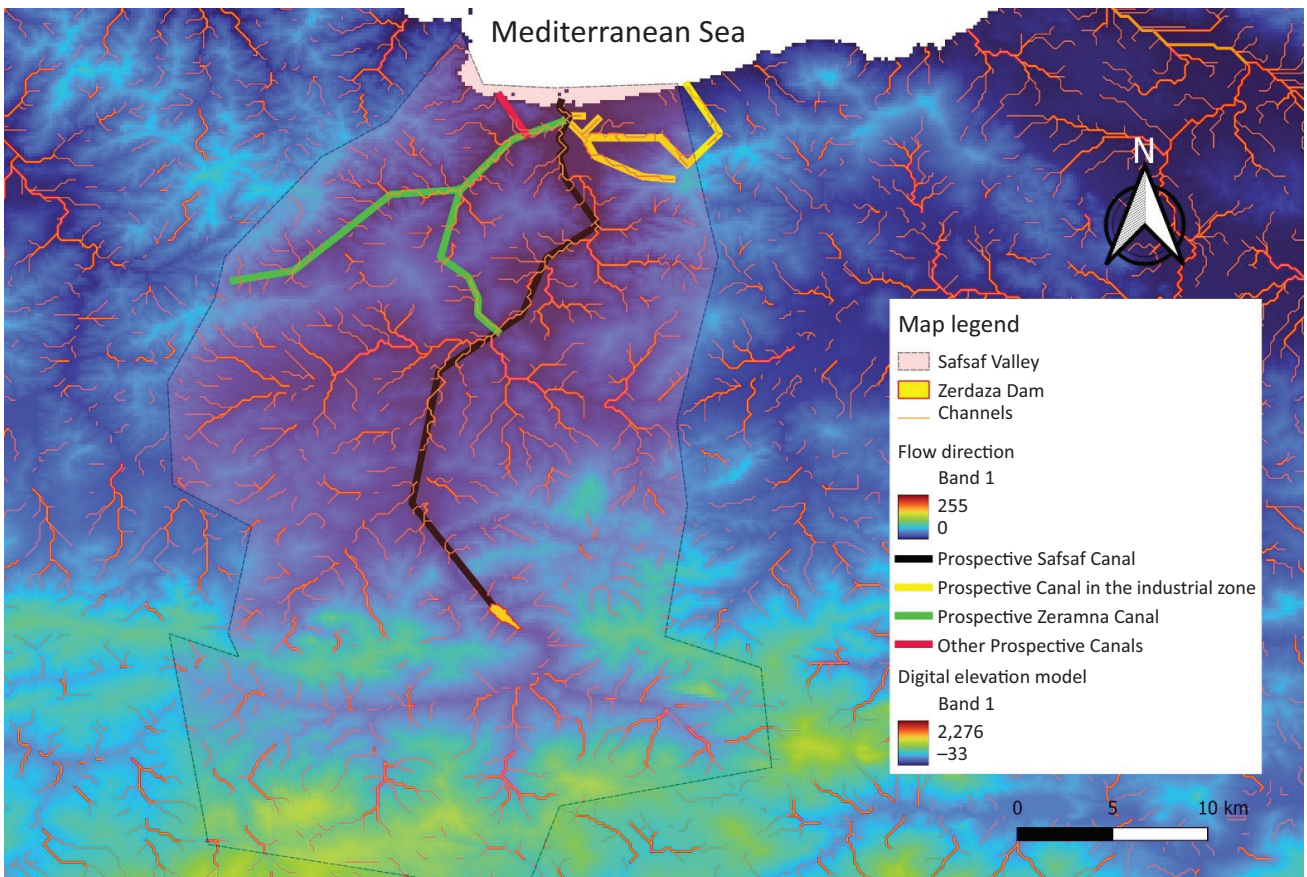 Mediterranean Sea
N
Map legend
Safsaf Valley
Zerdaza Dam
Channels
Flow direction
Band 1
255
0
Prospective Safsaf Canal
Prospective Canal in the industrial zone
Prospective Zeramna Canal
Other Prospective Canals
Digital elevation model
Band 1
2,276
–33
0 5 10 km